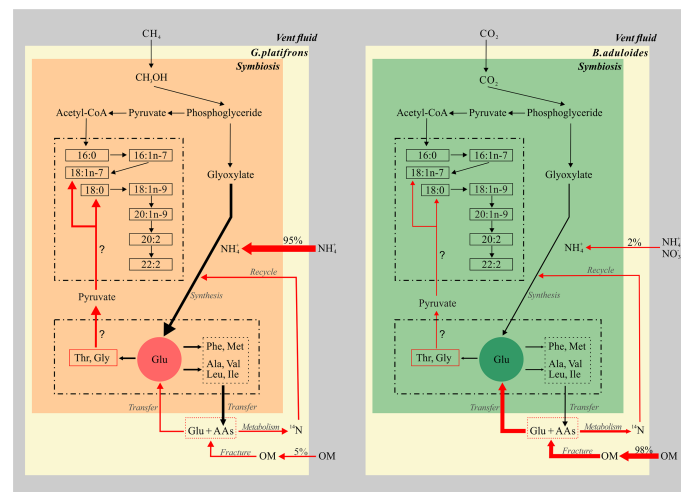 CH4
Vent fluid
G.platifrons
Symbiosis
CH3OH
Acetyl-CoA
Pyruvate
Phosphoglyceride
16:0
16:1n-7
18:1n-7
18:0
18:1n-9
20:1n-9
20:2
22:2
Glyoxylate
?
NH4+
95%
NH4+
Recycle
Synthesis
Pyruvate
?
Thr, Gly
Glu
Phe, Met
Ala, Val
Leu, Ile
Transfer
Transfer
Glu + AAs
Metabolism
14N
Fracture
OM
5%
OM
CO2
Vent fluid
B.aduloides
Symbiosis
CO2
Acetyl-CoA
Pyruvate
Phosphoglyceride
16:0
16:1n-7
18:1n-7
18:0
18:1n-9
20:1n-9
20:2
22:2
Glyoxylate
?
NH4+
2%
NH4+
NO3-
Recycle
Synthesis
Pyruvate
?
Thr, Gly
Glu
Phe, Met
Ala, Val
Leu, Ile
Transfer
Transfer
Glu + AAs
Metabolism
14N
Fracture
OM
98%
OM